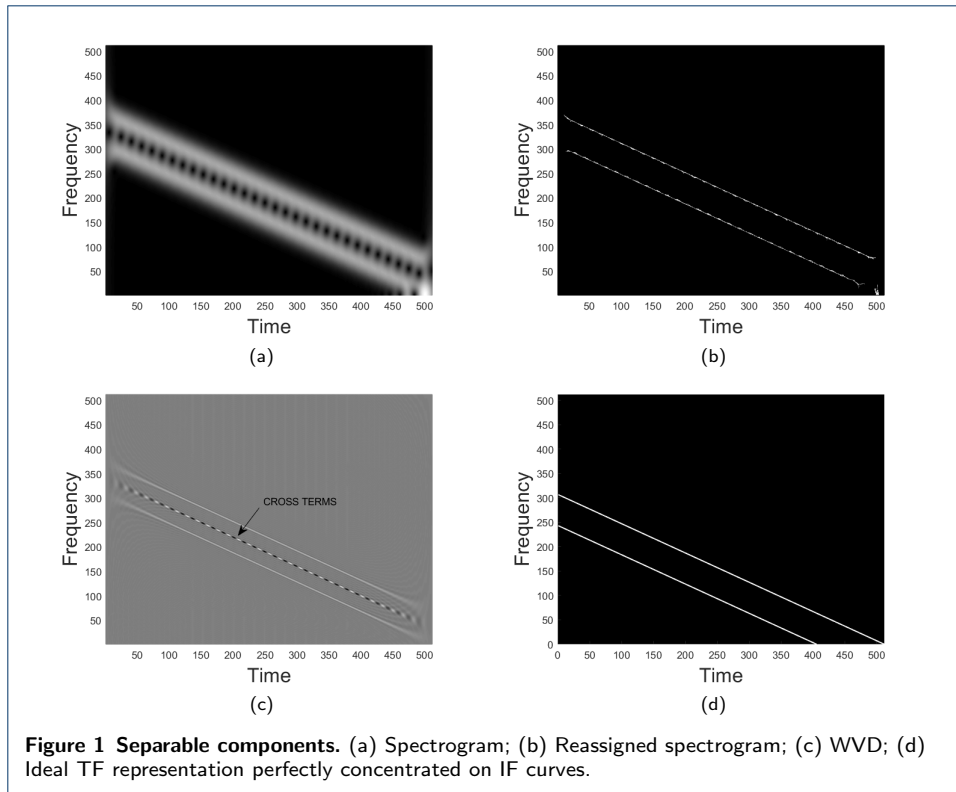 500
450
400
350
300
250
200
150
100
50
Frequency
50 100 150 200 250 300 350 400 450 500
Time
(a)
500
450
400
350
300
250
200
150
100
50
Frequency
50 100 150 200 250 300 350 400 450 500
Time
(b)
500
450
400
350
300
250
200
150
100
50
Frequency
CROSS TERMS
50 100 150 200 250 300 350 400 450 500
Time
(c)
500
450
400
350
300
250
200
150
100
50
0
Frequency
0 50 100 150 200 250 300 350 400 450 500
Time
(d)
Figure 1 Separable components. (a) Spectrogram; (b) Reassigned spectrogram; (c) WVD; (d)
Ideal TF representation perfectly concentrated on IF curves.